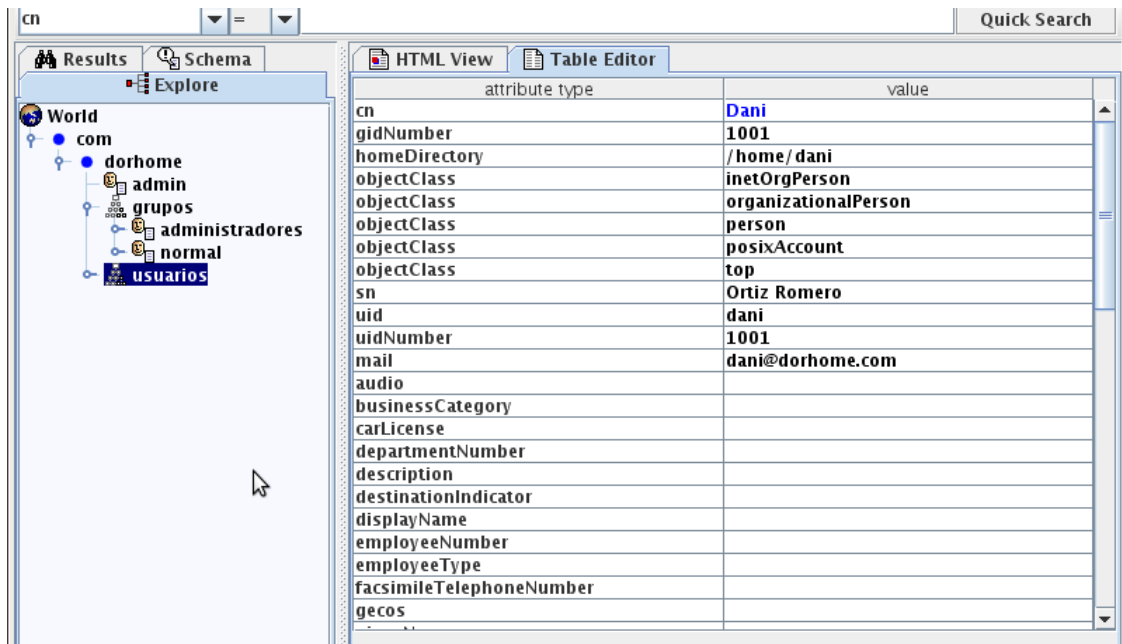 cn = Quick Search
Results Schema
Explore
World
com
dorhome
admin
grupos
administradores
normal
usuarios
HTML View Table Editor
attribute type value
cn Dani
gidNumber 1001
homeDirectory /home/dani
objectClass inetOrgPerson
objectClass organizationalPerson
objectClass person
objectClass posixAccount
objectClass top
sn Ortiz Romero
uid dani
uidNumber 1001
mail dani@dorhome.com
audio
businessCategory
carLicense
departmentNumber
description
destinationIndicator
displayName
employeeNumber
employeeType
facsimileTelephoneNumber
gecos